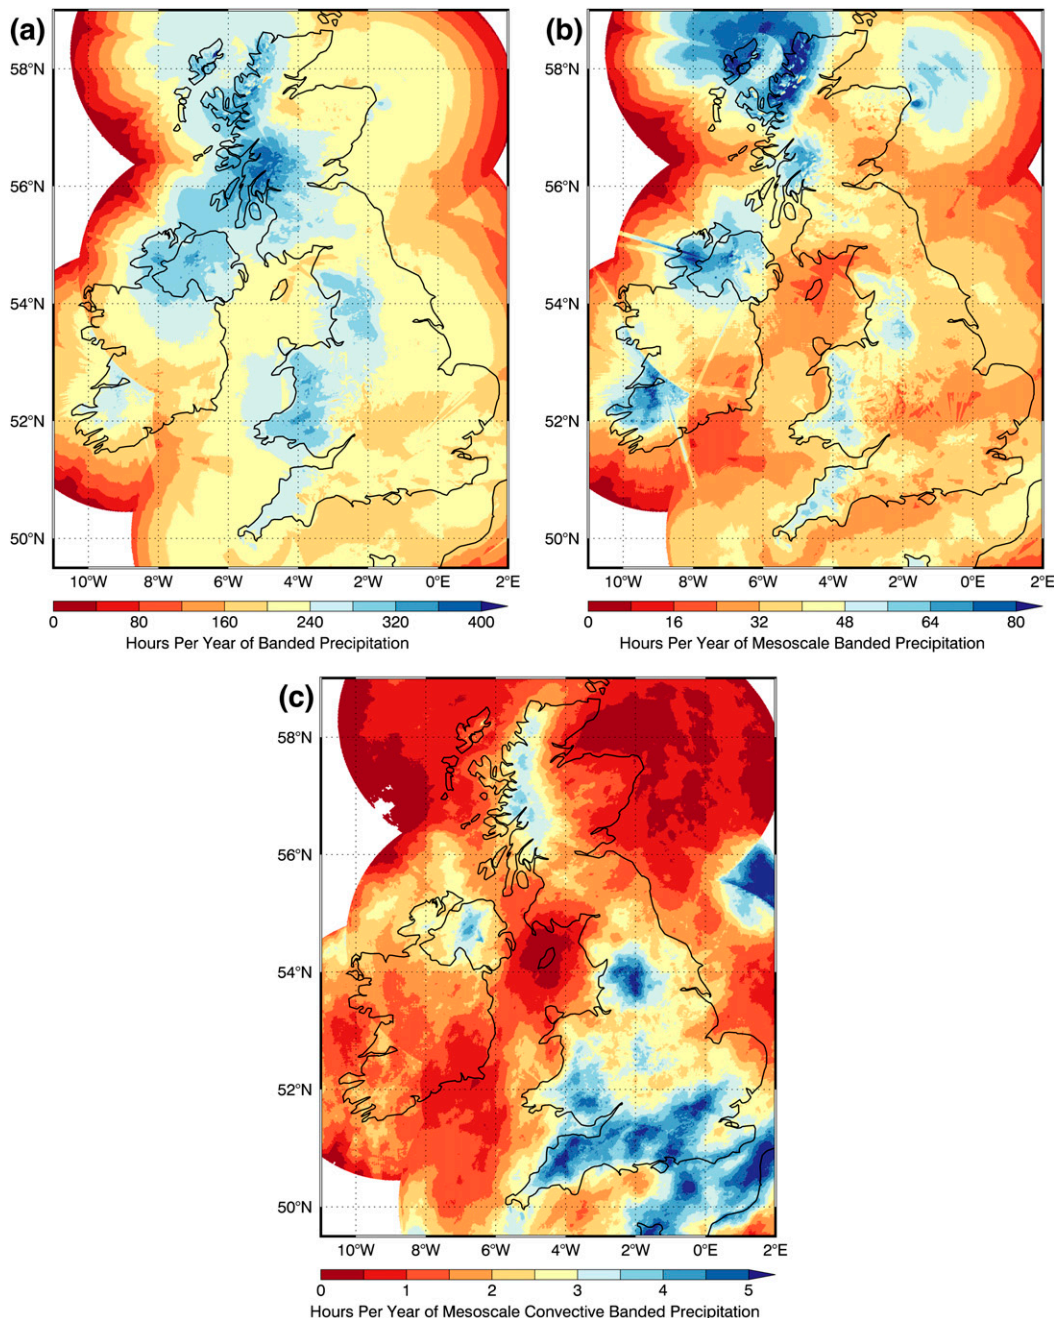 (a)
58°N
56°N
54°N
52°N
50°N
10°W 8°W 6°W 4°W 2°W 0°E 2°E
0 80 160 240 320 400
Hours Per Year of Banded Precipitation
(b)
58°N
56°N
54°N
52°N
50°N
10°W 8°W 6°W 4°W 2°W 0°E 2°E
0 16 32 48 64 80
Hours Per Year of Mesoscale Banded Precipitation
(c)
58°N
56°N
54°N
52°N
50°N
10°W 8°W 6°W 4°W 2°W 0°E 2°E
0 1 2 3 4 5
Hours Per Year of Mesoscale Convective Banded Precipitation